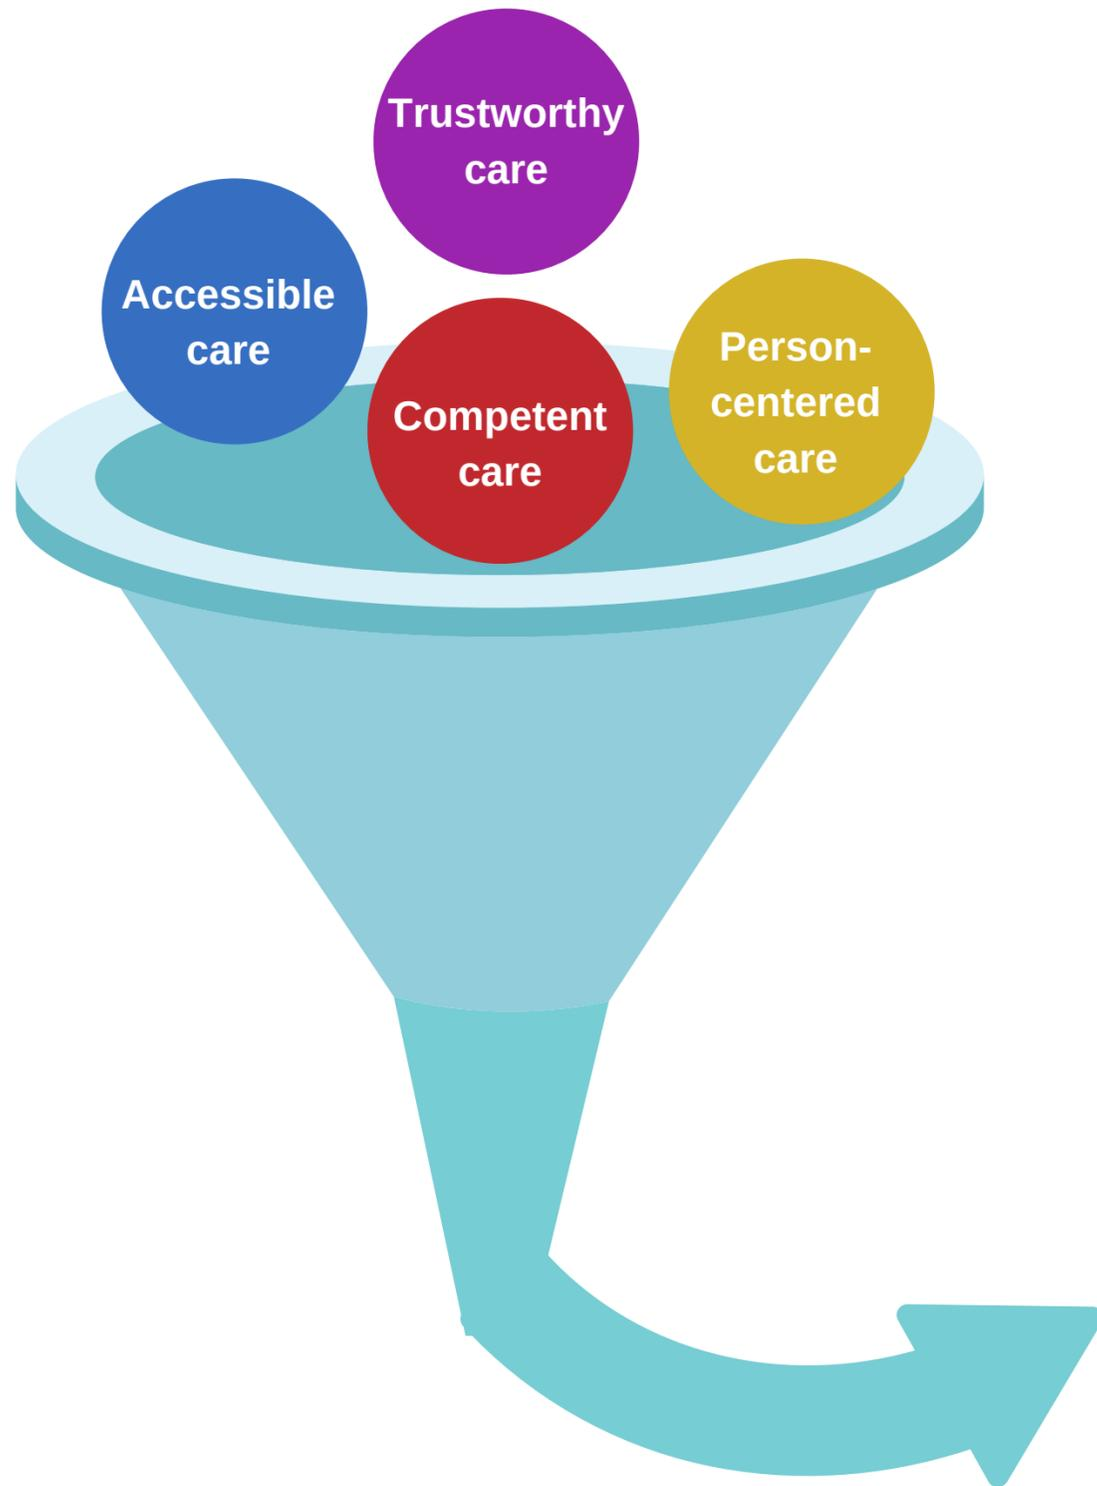 Trustworthy
care
Accessible
care
Competent
care
Person-
centered
care